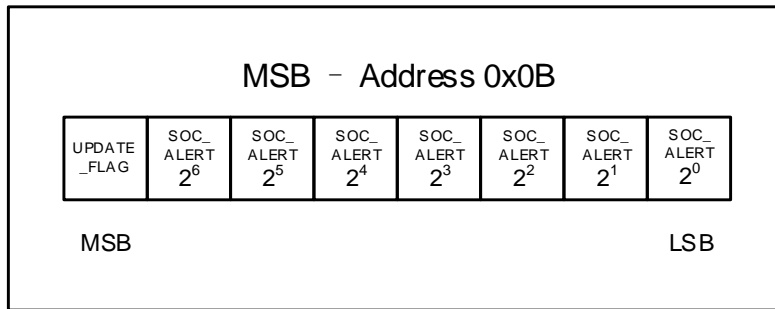 MSB – Address 0x0B
UPDATE
_FLAG
SOC_
ALERT
2⁶
SOC_
ALERT
2⁵
SOC_
ALERT
2⁴
SOC_
ALERT
2³
SOC_
ALERT
2²
SOC_
ALERT
2¹
SOC_
ALERT
2⁰
MSB
LSB